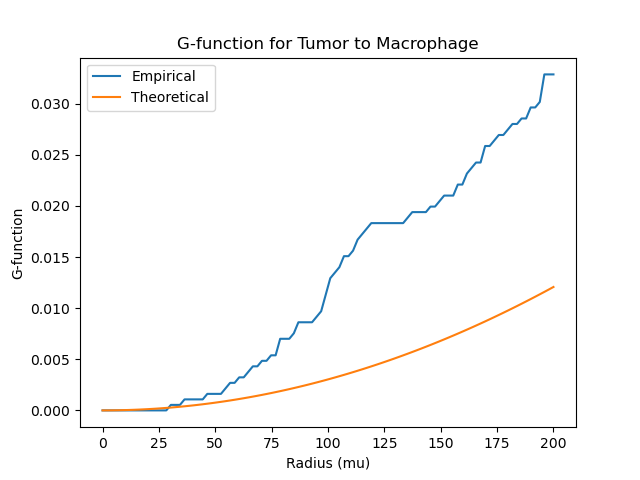 G-function for Tumor to Macrophage
Empirical
Theoretical
0.030
0.025
0.020
0.015
0.010
0.005
0.000
G-function
0 25 50 75 100 125 150 175 200
Radius (mu)